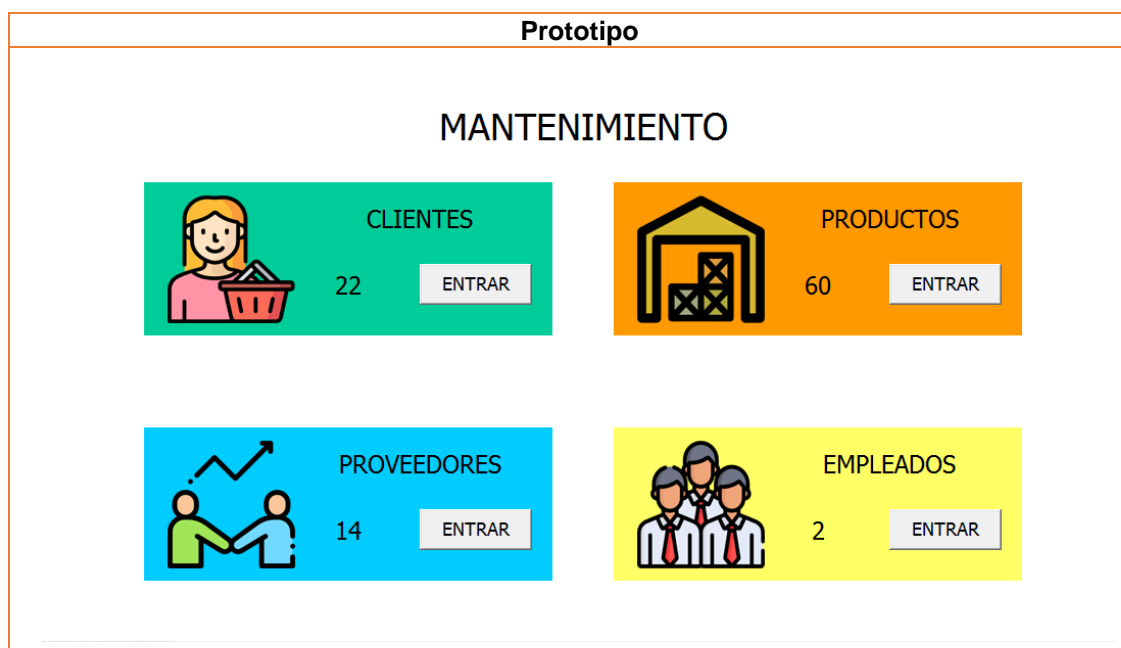 Prototipo
MANTENIMIENTO
CLIENTES
22 ENTRAR
PRODUCTOS
60 ENTRAR
PROVEEDORES
14 ENTRAR
EMPLEADOS
2 ENTRAR